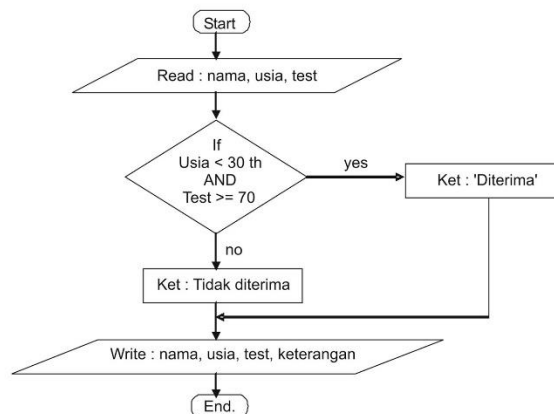 Start
Read : nama, usia, test
If
Usia < 30 th
AND
Test >= 70
yes
Ket : 'Diterima'
no
Ket : Tidak diterima
Write : nama, usia, test, keterangan
End.